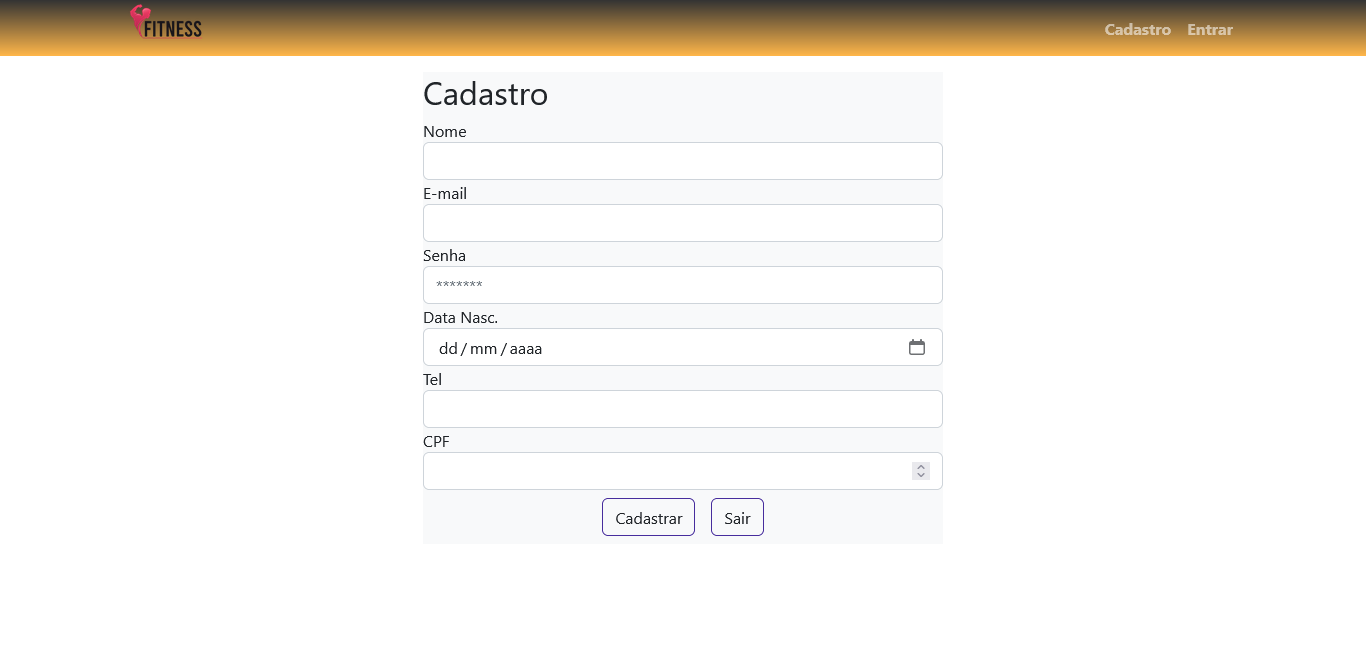 FITNESS
Cadastro Entrar
Cadastro
Nome
E-mail
Senha
*******
Data Nasc.
dd/mm/aaaa
Tel
CPF
Cadastrar Sair